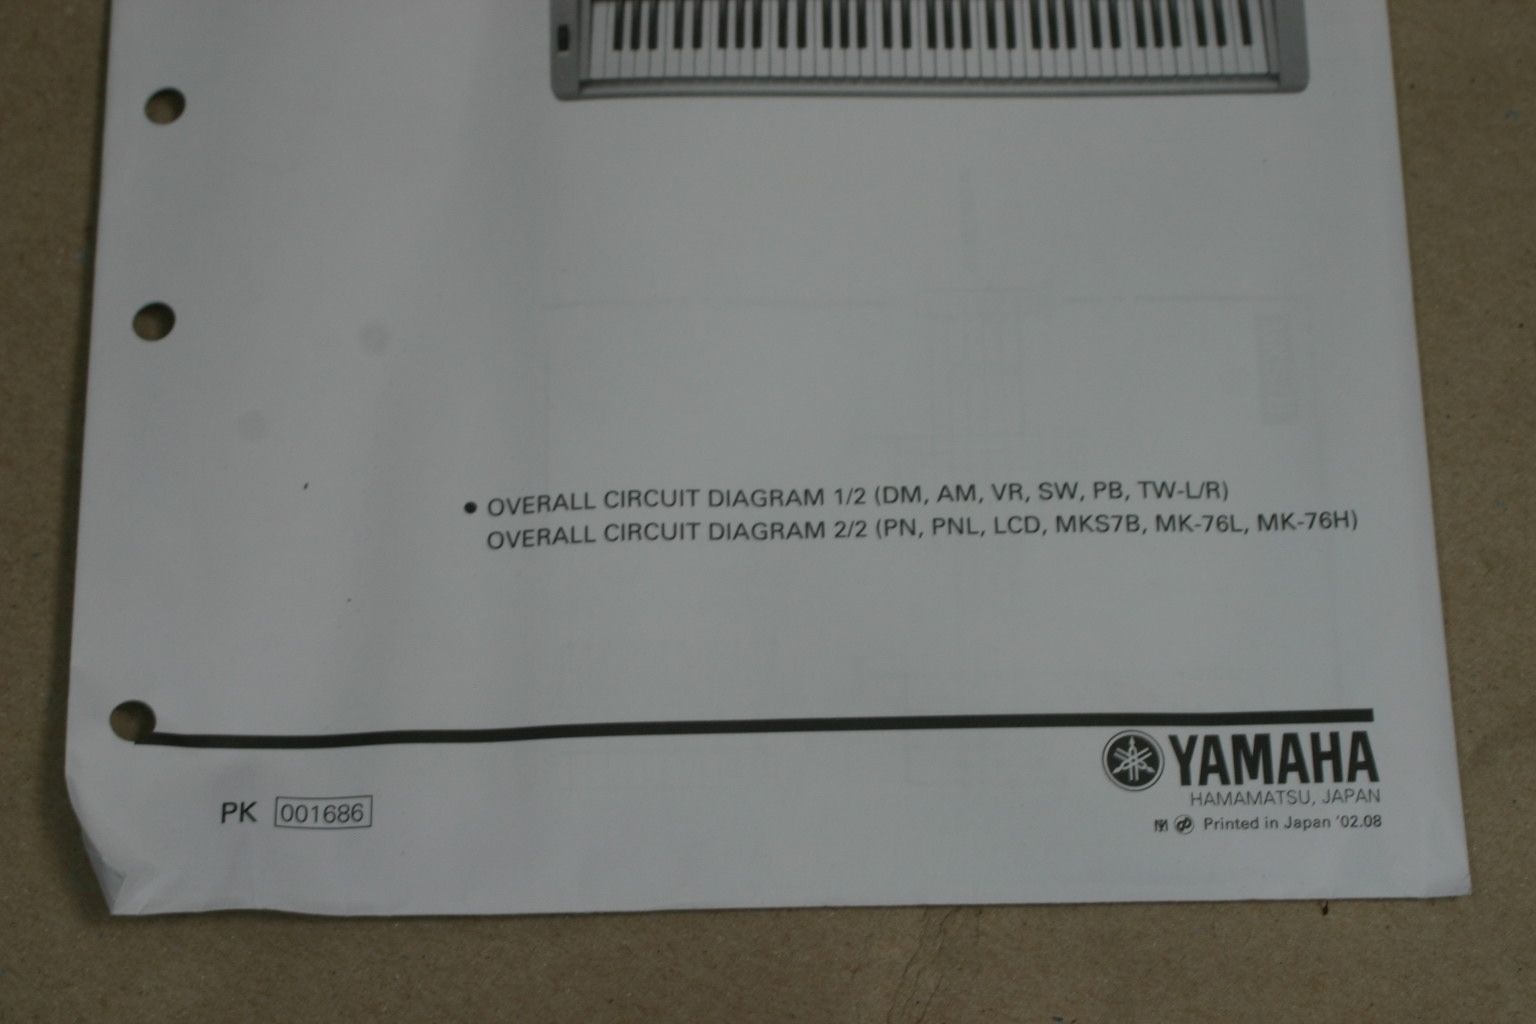 ● OVERALL CIRCUIT DIAGRAM 1/2 (DM, AM, VR, SW, PB, TW-L/R)
OVERALL CIRCUIT DIAGRAM 2/2 (PN, PNL, LCD, MKS7B, MK-76L, MK-76H)
YAMAHA
HAMAMATSU, JAPAN
PK 001686
Printed in Japan '02.08